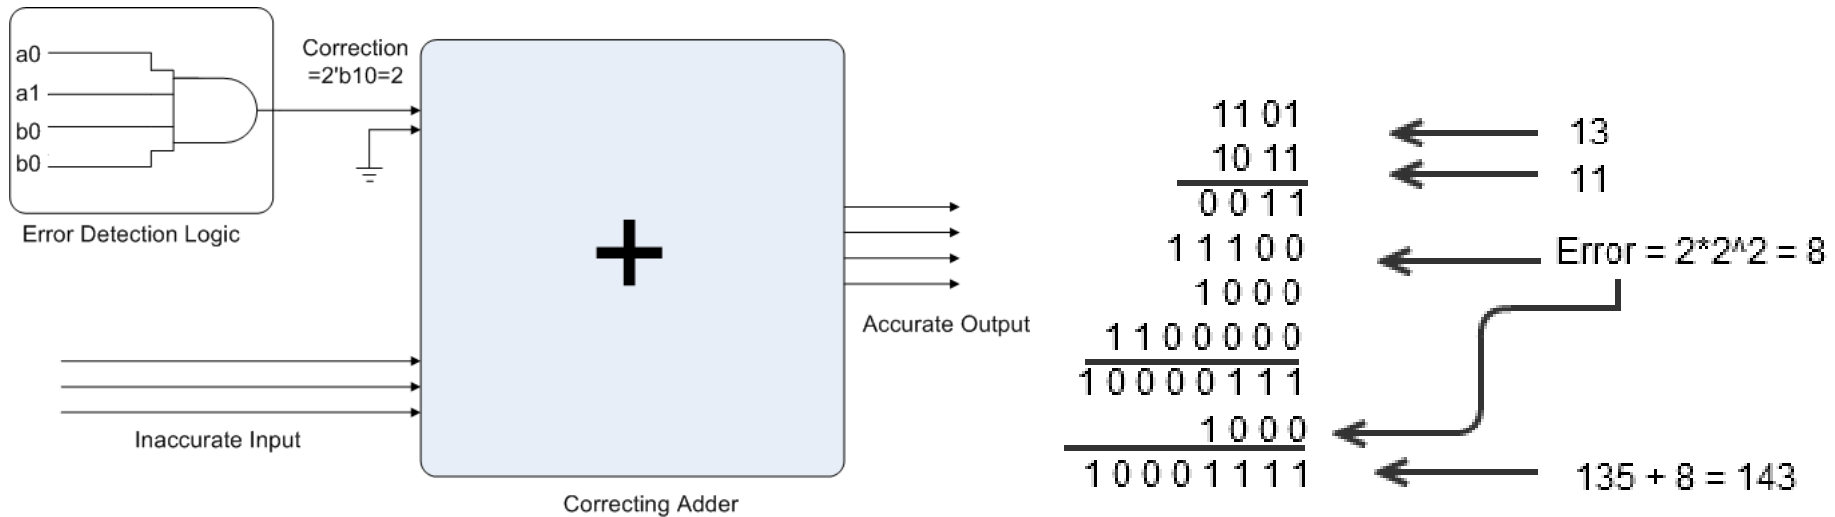 a0
a1
b0
b0
Error Detection Logic
Correction
=2'b10=2
Inaccurate Input
+
Correcting Adder
Accurate Output
11 01
13
10 11
11
0 0 1 1
1 1 1 0 0
Error = 2*2^2 = 8
1 0 0 0
1 1 0 0 0 0 0
1 0 0 0 0 1 1 1
1 0 0 0
1 0 0 0 1 1 1 1
135 + 8 = 143